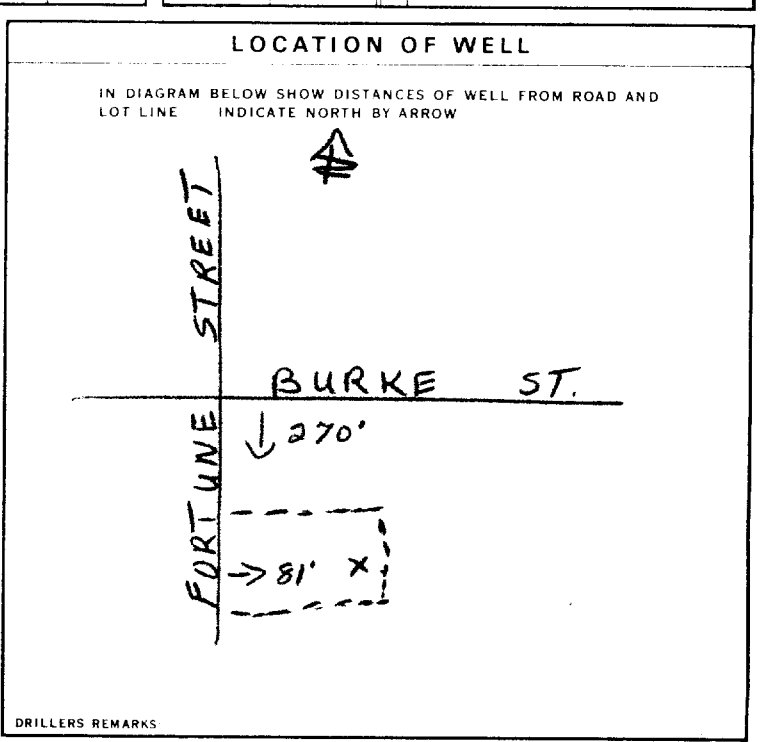 LOCATION OF WELL
IN DIAGRAM BELOW SHOW DISTANCES OF WELL FROM ROAD AND
LOT LINE INDICATE NORTH BY ARROW
FORTUNE STREET
BURKE ST.
↓ 270'
→ 81' X
DRILLERS REMARKS